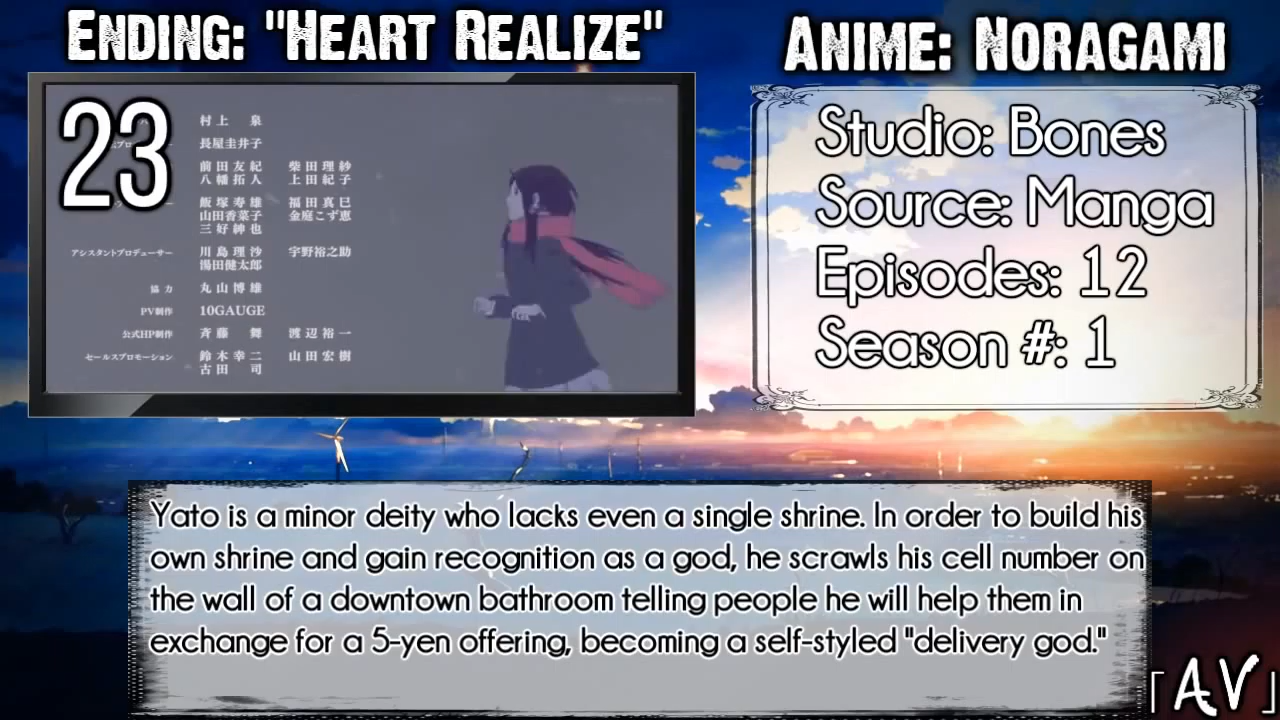 ENDING: "HEART REALIZE"
ANIME: NORAGAMI
23
村上 泉
長屋圭井子
前田友紀 柴田理紗
八幡拓人 上田紀子
飯塚寿雄 福田真巳
山田香菜子 金庭こず恵
三好紳也
アシスタントプロデューサー 川島理沙 宇野裕之助
湯田健太郎
協力 丸山博雄
PV制作 10GAUGE
公式HP制作 斉藤 舞 渡辺裕一
セールスプロモーション 鈴木幸二 山田宏樹
古田 司
Studio: Bones
Source: Manga
Episodes: 12
Season #: 1
Yato is a minor deity who lacks even a single shrine. In order to build his
own shrine and gain recognition as a god, he scrawls his cell number on
the wall of a downtown bathroom telling people he will help them in
exchange for a 5-yen offering, becoming a self-styled "delivery god."
「AV」